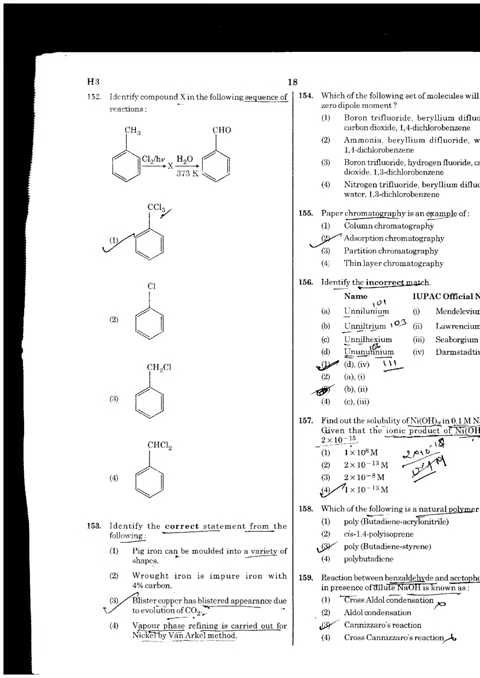 H3
18
152. Identify compound X in the following sequence of
reactions :
CH3
CHO
Cl2/hν
X
H2O
373 K
CCl3
(1)
Cl
(2)
CH2Cl
(3)
CHCl2
(4)
153. Identify the correct statement from the
following :
(1) Pig iron can be moulded into a variety of
shapes.
(2) Wrought iron is impure iron with
4% carbon.
(3) Blister copper has blistered appearance due
to evolution of CO2.
(4) Vapour phase refining is carried out for
Nickel by Van Arkel method.
154. Which of the following set of molecules will
zero dipole moment ?
(1) Boron trifluoride, beryllium
carbon dioxide, 1,4-dichlorobenzene
(2) Ammonia, beryllium difluoride,
1,4-dichlorobenzene
(3) Boron trifluoride, hydrogen fluoride,
dioxide, 1,3-dichlorobenzene
(4) Nitrogen trifluoride, beryllium
water, 1,3-dichlorobenzene
155. Paper chromatography is an example of :
(1) Column chromatography
(2) Adsorption chromatography
(3) Partition chromatography
(4) Thin layer chromatography
156. Identify the incorrect match.
Name IUPAC Official
101
(a) Unnilunium (i)
(b) Unniltrium 103 (ii) Lawrencium
(c) Unnilhexium (iii) Seaborgium
(d) Unununnium (iv)
(1) (d), (iv) 111
(2) (a), (i)
(b), (ii)
(4) (c), (iii)
157. Find out the solubility of Ni(OH)2 in 0.1 M
Given that the ionic product of
2 × 10⁻¹⁵
(1) 1 × 10⁸ M
(2) 2 × 10⁻¹³ M
(3) 2 × 10⁻⁸ M
(4) 1 × 10⁻¹³ M
158. Which of the following is a natural polymer
(1) poly (Butadiene-acrylonitrile)
(2) cis-1,4-polyisoprene
(3) poly (Butadiene-styrene)
(4) polybutadiene
159. Reaction between benzaldehyde and
in presence of dilute NaOH is known as :
(1) Cross Aldol condensation
(2) Aldol condensation
(3) Cannizzaro's reaction
(4) Cross Cannizzaro's reaction